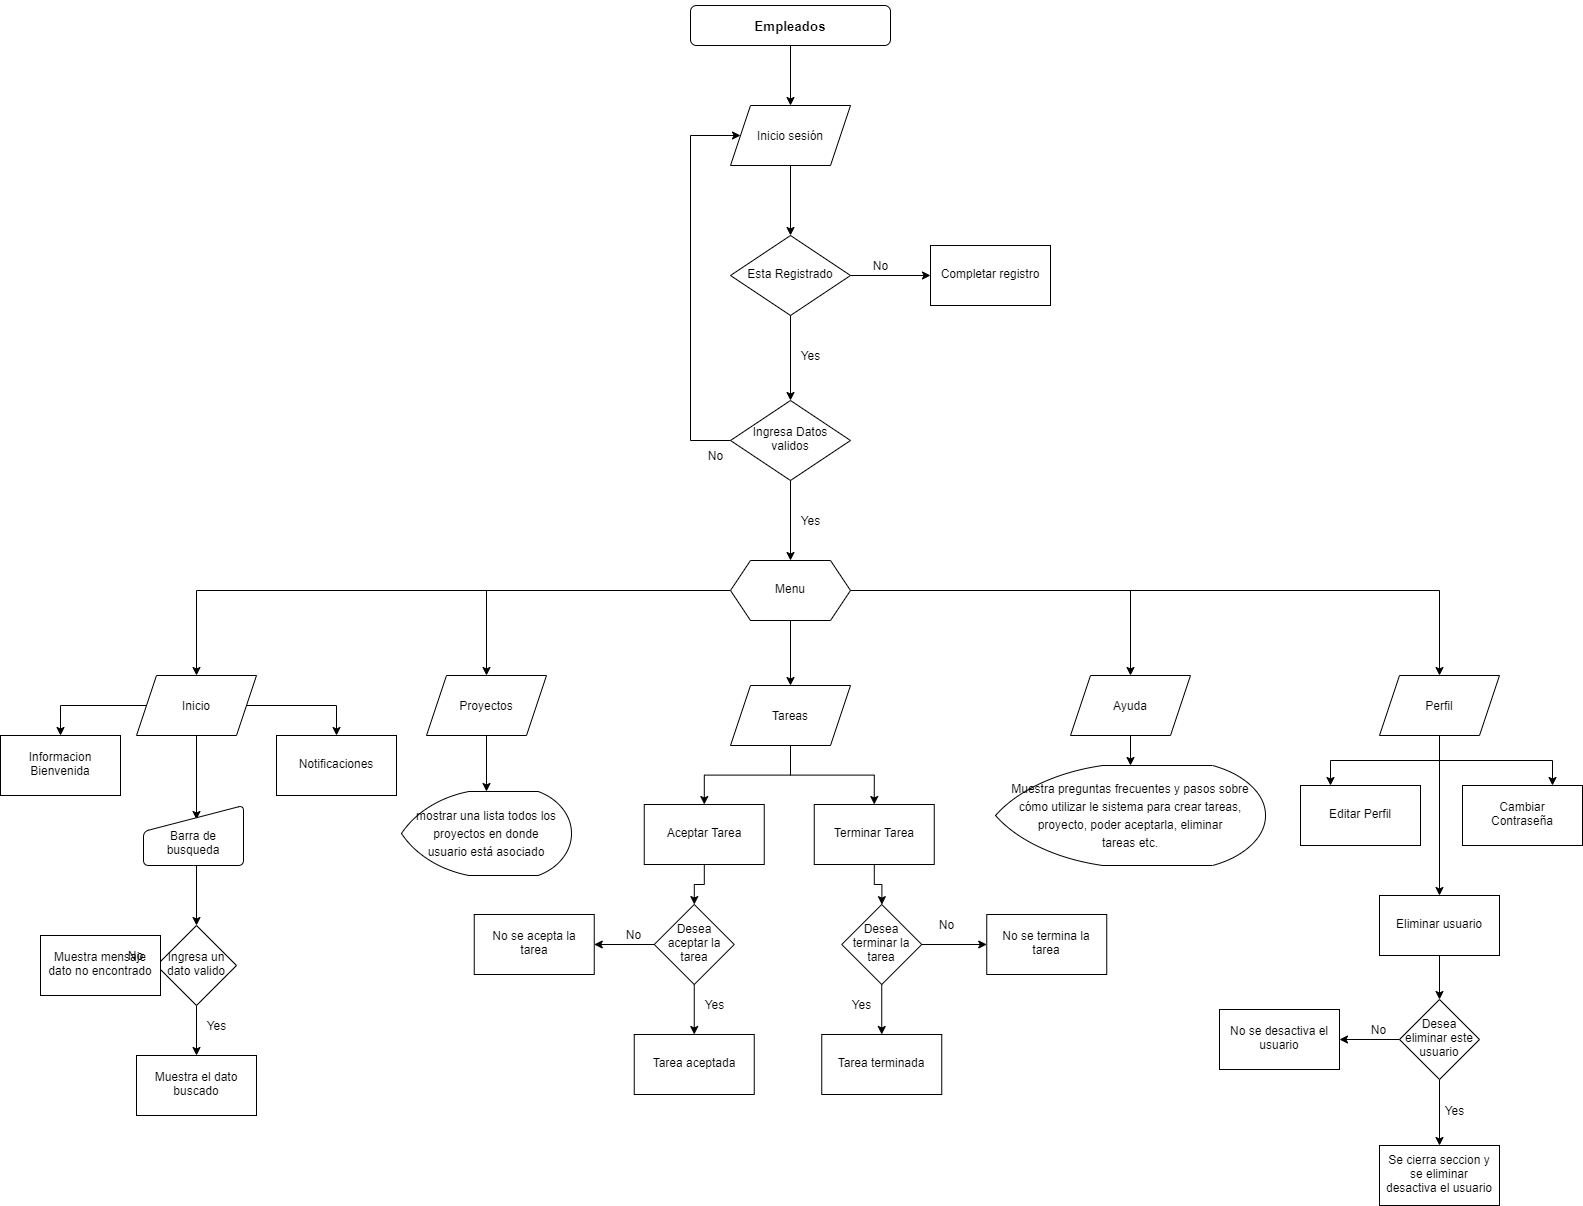 Empleados
Inicio sesión
Esta Registrado
No
Completar registro
Yes
Ingresa Datos
validos
No
Yes
Menu
Inicio
Informacion
Bienvenida
Notificaciones
Barra de
busqueda
Ingresa un
dato valido
No
Muestra mensaje
dato no encontrado
Yes
Muestra el dato
buscado
Proyectos
mostrar una lista todos los
proyectos en donde
usuario está asociado
Tareas
Aceptar Tarea
Desea
aceptar la
tarea
No
No se acepta la
tarea
Yes
Tarea aceptada
Terminar Tarea
Desea
terminar la
tarea
No
No se termina la
tarea
Yes
Tarea terminada
Ayuda
Muestra preguntas frecuentes y pasos sobre
cómo utilizar le sistema para crear tareas,
proyecto, poder aceptarla, eliminar
tareas etc.
Perfil
Editar Perfil
Cambiar
Contraseña
Eliminar usuario
Desea
eliminar este
usuario
No
No se desactiva el
usuario
Yes
Se cierra seccion y
se eliminar
desactiva el usuario